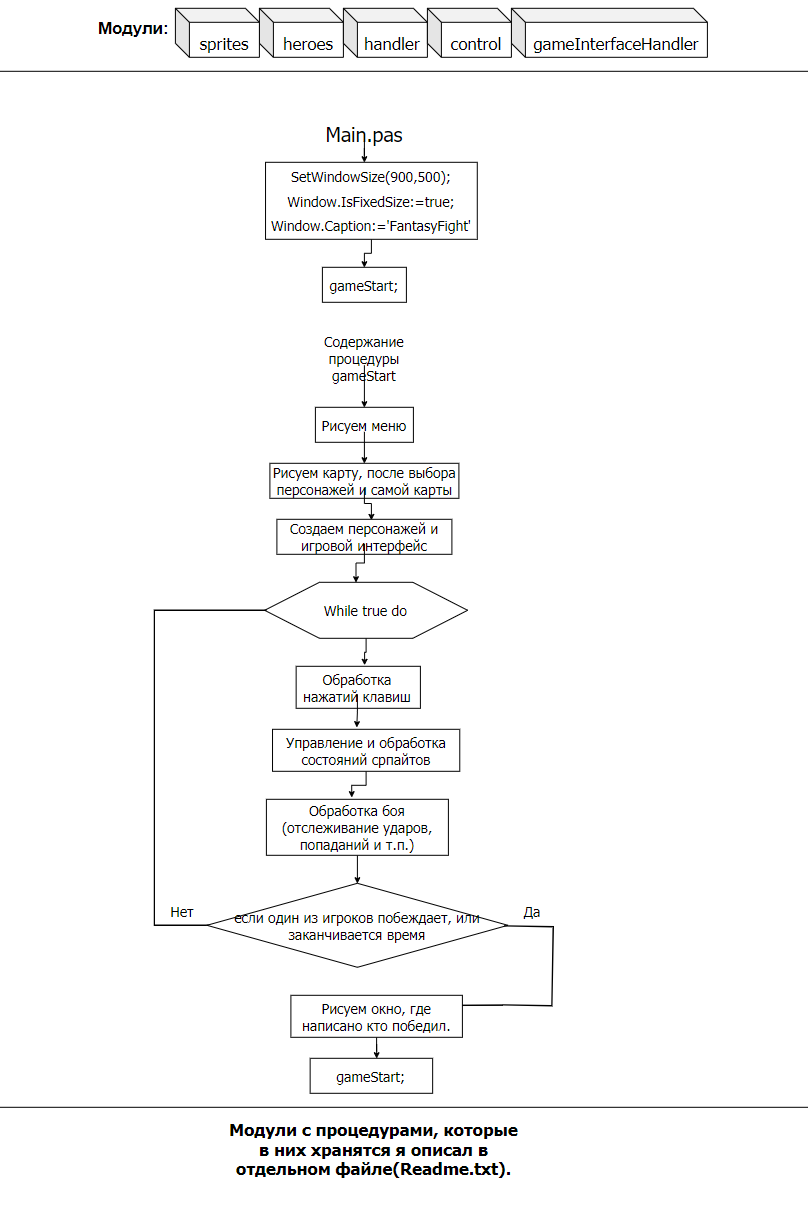 Модули:
sprites
heroes
handler
control
gameInterfaceHandler
Main.pas
SetWindowSize(900,500);
Window.IsFixedSize:=true;
Window.Caption:='FantasyFight'
gameStart;
Содержание
процедуры
gameStart
Рисуем меню
Рисуем карту, после выбора
персонажей и самой карты
Создаем персонажей и
игровой интерфейс
While true do
Обработка
нажатий клавиш
Управление и обработка
состояний српайтов
Обработка боя
(отслеживание ударов,
попаданий и т.п.)
Нет
Да
если один из игроков побеждает, или
заканчивается время
Рисуем окно, где
написано кто победил.
gameStart;
Модули с процедурами, которые
в них хранятся я описал в
отдельном файле(Readme.txt).